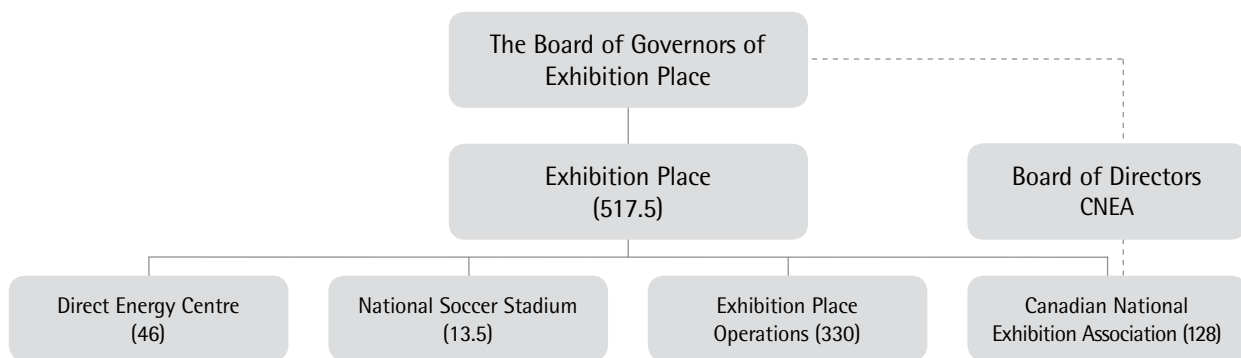 The Board of Governors of
Exhibition Place
Exhibition Place
(517.5)
Board of Directors
CNEA
Direct Energy Centre
(46)
National Soccer Stadium
(13.5)
Exhibition Place
Operations (330)
Canadian National
Exhibition Association (128)